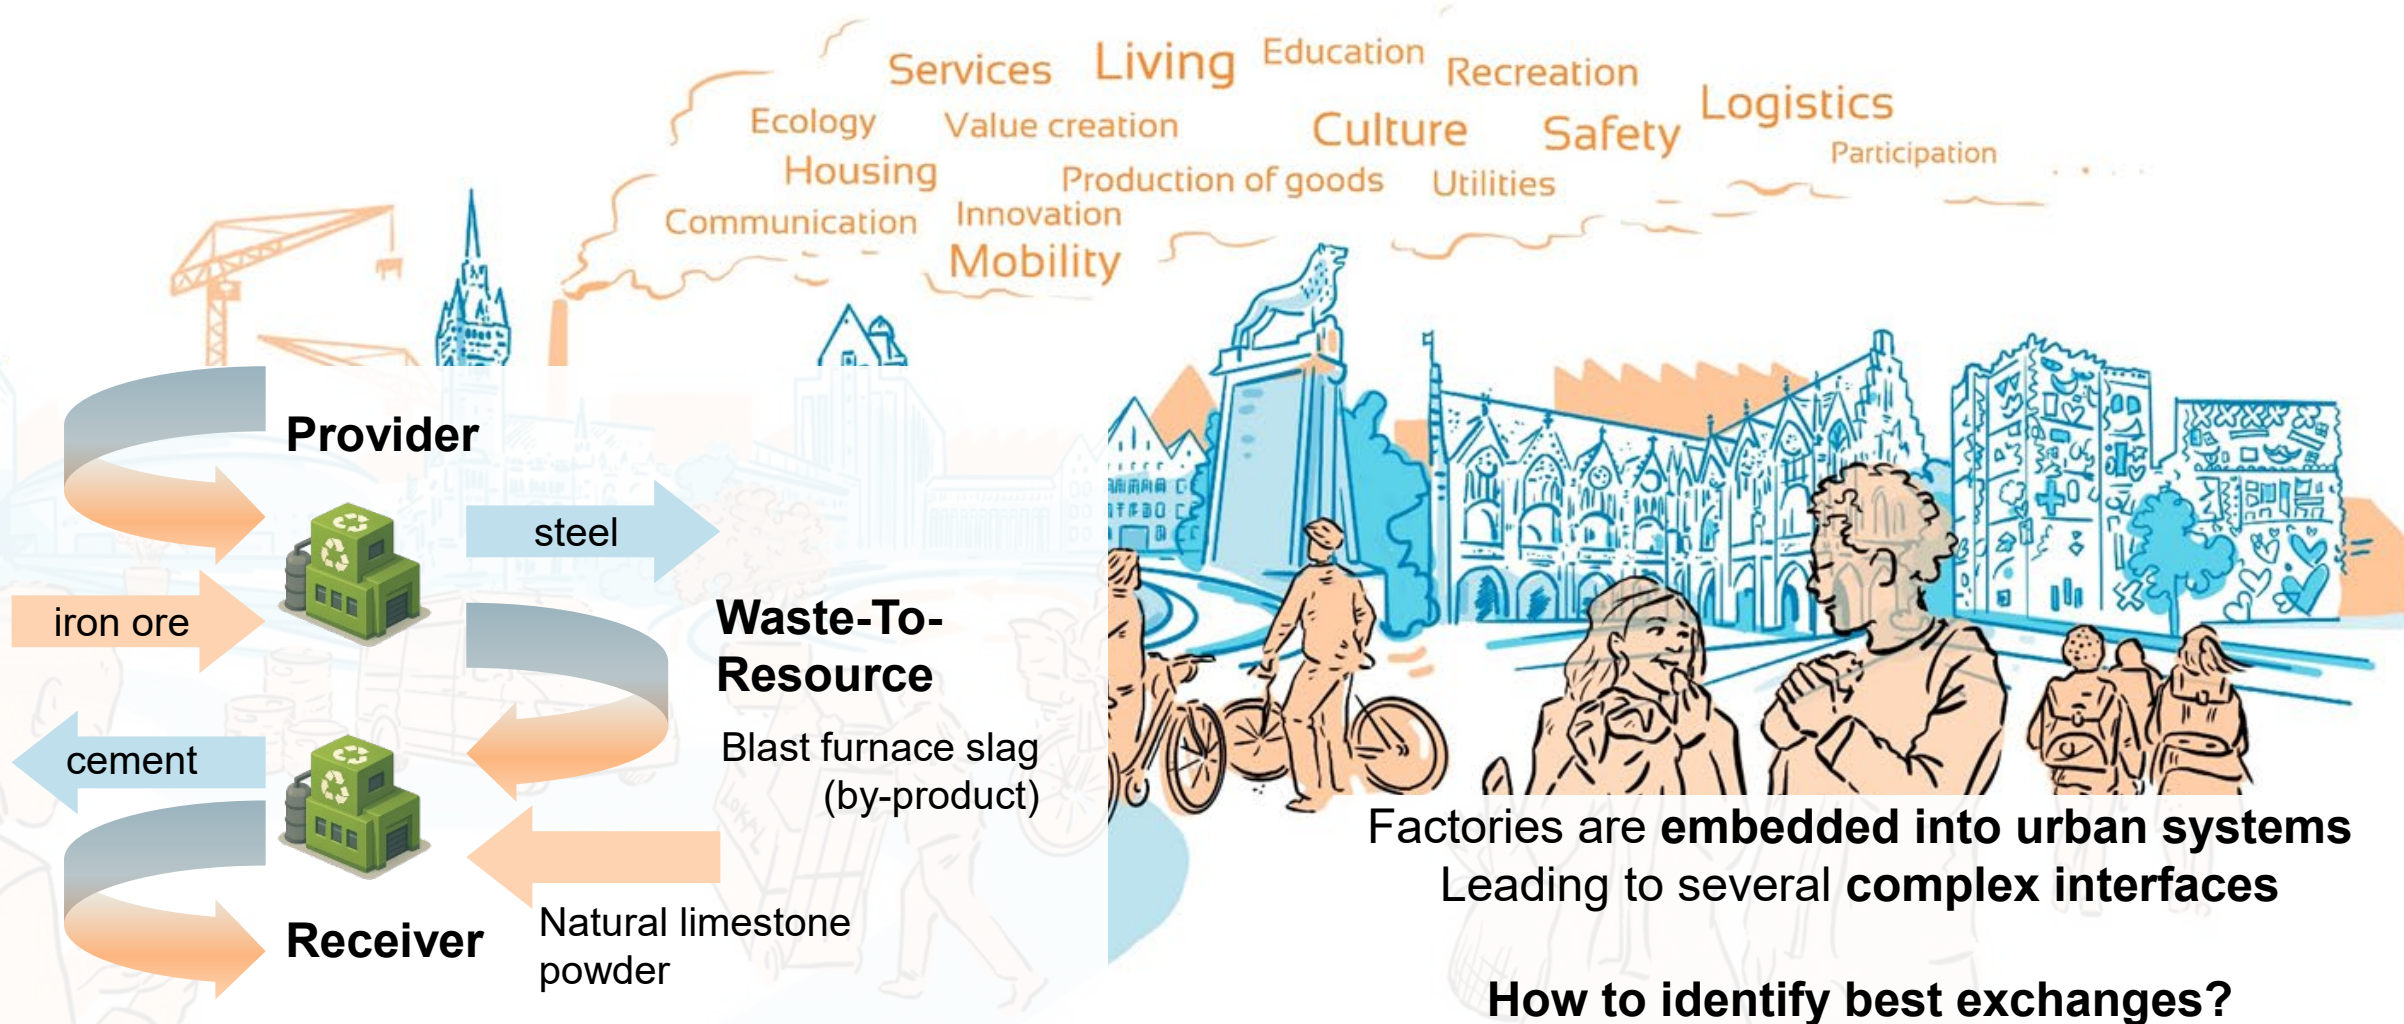 Services Living Education Recreation
Logistics
Ecology Value creation Culture Safety
Participation
Housing Production of goods Utilities
Communication Innovation
Mobility
Provider
steel
iron ore
Waste-To-
Resource
Blast furnace slag
(by-product)
cement
Receiver
Natural limestone
powder
Factories are embedded into urban systems
Leading to several complex interfaces
How to identify best exchanges?